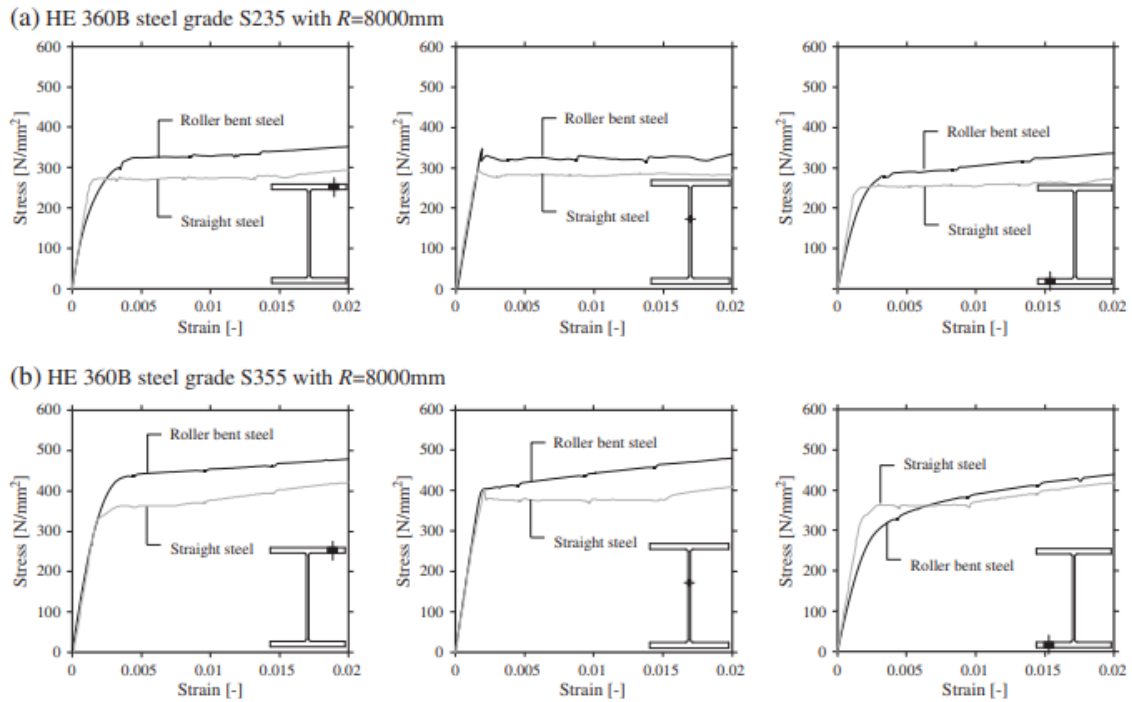 (a) HE 360B steel grade S235 with R=8000mm
600
500
400
300
200
100
0
Stress [N/mm²]
Roller bent steel
Straight steel
0 0.005 0.01 0.015 0.02
Strain [-]
600
500
400
300
200
100
0
Stress [N/mm²]
Roller bent steel
Straight steel
0 0.005 0.01 0.015 0.02
Strain [-]
600
500
400
300
200
100
0
Stress [N/mm²]
Roller bent steel
Straight steel
0 0.005 0.01 0.015 0.02
Strain [-]
(b) HE 360B steel grade S355 with R=8000mm
600
500
400
300
200
100
0
Stress [N/mm²]
Roller bent steel
Straight steel
0 0.005 0.01 0.015 0.02
Strain [-]
600
500
400
300
200
100
0
Stress [N/mm²]
Roller bent steel
Straight steel
0 0.005 0.01 0.015 0.02
Strain [-]
600
500
400
300
200
100
0
Stress [N/mm²]
Straight steel
Roller bent steel
0 0.005 0.01 0.015 0.02
Strain [-]